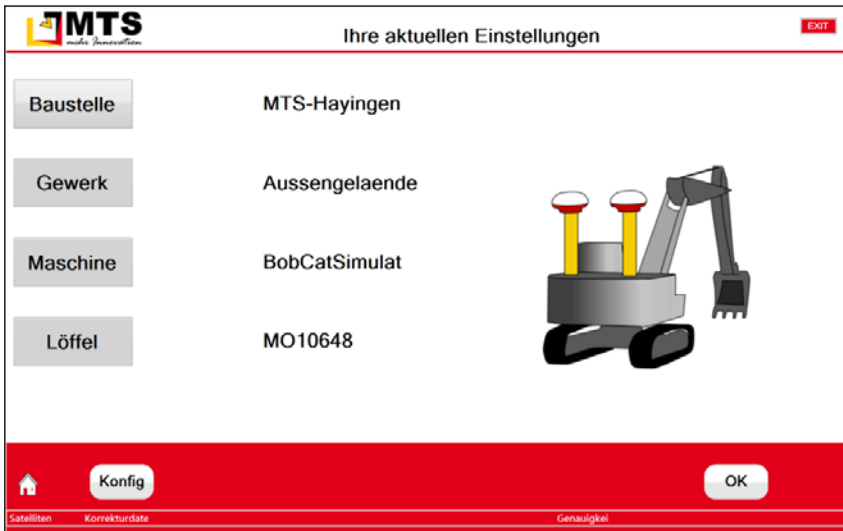 MTS
mehr Innovation
Ihre aktuellen Einstellungen
EXIT
Baustelle MTS-Hayingen
Gewerk Aussengelaende
Maschine BobCatSimulat
Löffel MO10648
Konfig OK
Satelliten Korrekturdate Genauigkei